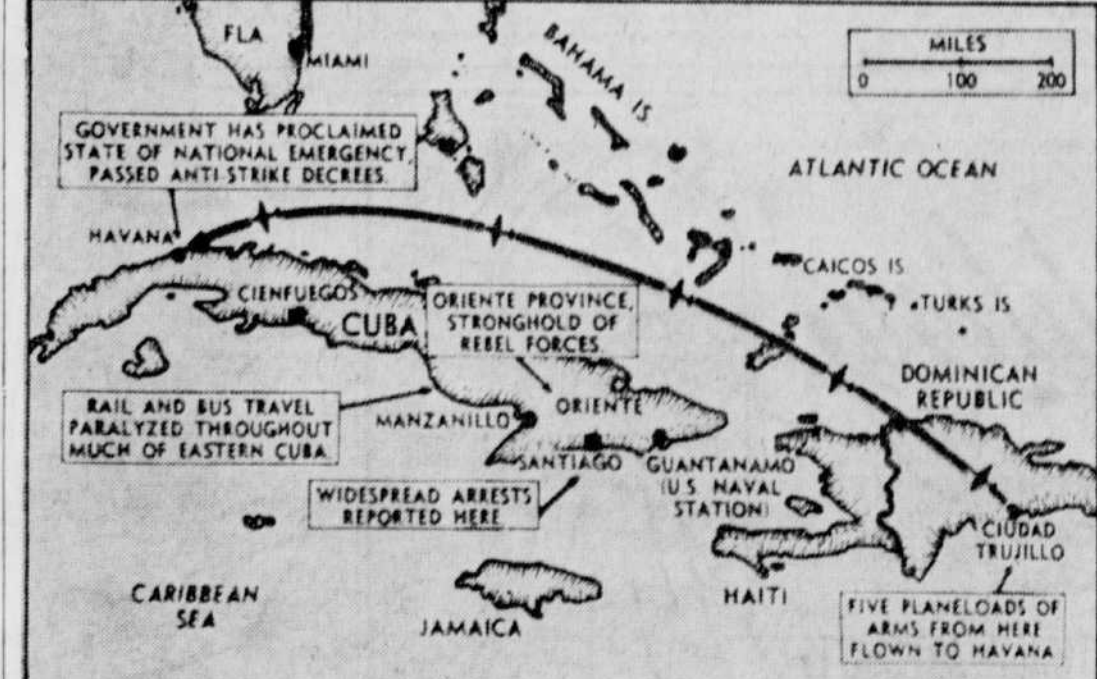 FLA
MIAMI
BAHAMA IS
MILES
0 100 200
GOVERNMENT HAS PROCLAIMED
STATE OF NATIONAL EMERGENCY,
PASSED ANTI STRIKE DECREES.
ATLANTIC OCEAN
HAVANA
CAICOS IS
TURKS IS
CIENFUEGOS
CUBA
ORIENTE PROVINCE,
STRONGHOLD OF
REBEL FORCES.
DOMINICAN
REPUBLIC
RAIL AND BUS TRAVEL
PARALYZED THROUGHOUT
MUCH OF EASTERN CUBA.
MANZANILLO
ORIENTE
SANTIAGO
GUANTANAMO
(U.S. NAVAL
STATION)
WIDESPREAD ARRESTS
REPORTED HERE
CIUDAD
TRUJILLO
CARIBBEAN
SEA
JAMAICA
HAITI
FIVE PLANELOADS OF
ARMS FROM HERE
FLOWN TO HAVANA